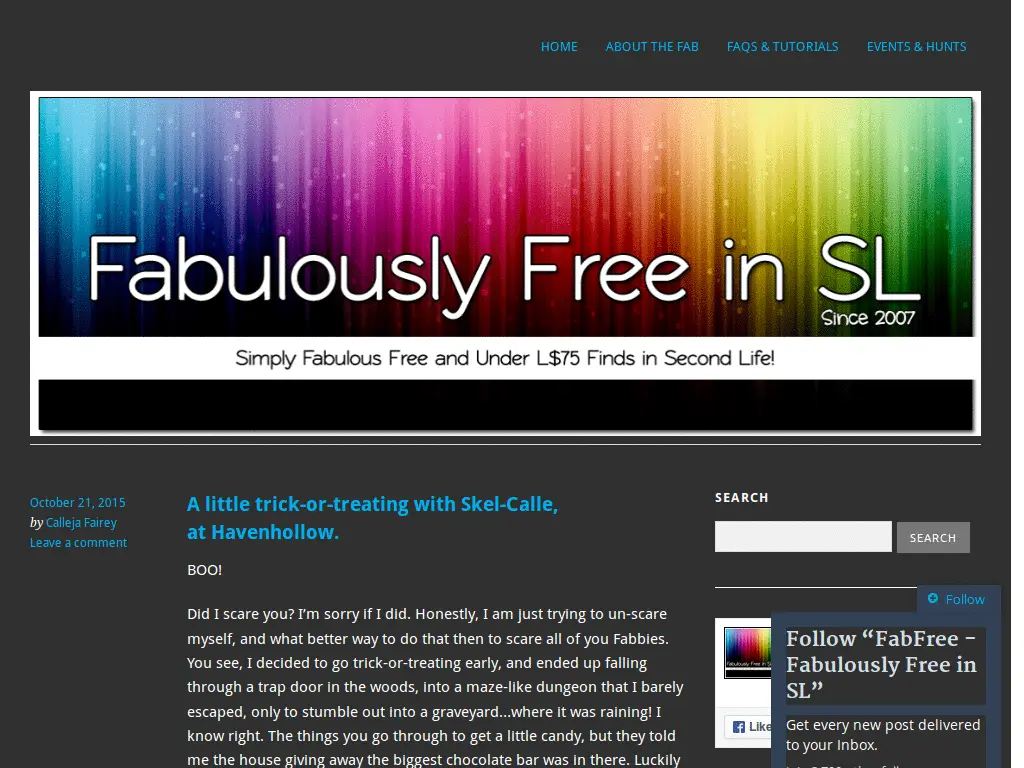 HOME ABOUT THE FAB FAQS & TUTORIALS EVENTS & HUNTS
Fabulously Free in SL
Since 2007
Simply Fabulous Free and Under L$75 Finds in Second Life!
October 21, 2015
by Calleja Fairey
Leave a comment
A little trick-or-treating with Skel-Calle,
at Havenhollow.
BOO!
Did I scare you? I’m sorry if I did. Honestly, I am just trying to un-scare
myself, and what better way to do that then to scare all of you Fabbies.
You see, I decided to go trick-or-treating early, and ended up falling
through a trap door in the woods, into a maze-like dungeon that I barely
escaped, only to stumble out into a graveyard…where it was raining! I
know right. The things you go through to get a little candy, but they told
me the house giving away the biggest chocolate bar was in there. Luckily
SEARCH
SEARCH
Fabulously Free in SL
Like
Follow
Follow “FabFree -
Fabulously Free in
SL”
Get every new post delivered
to your Inbox.